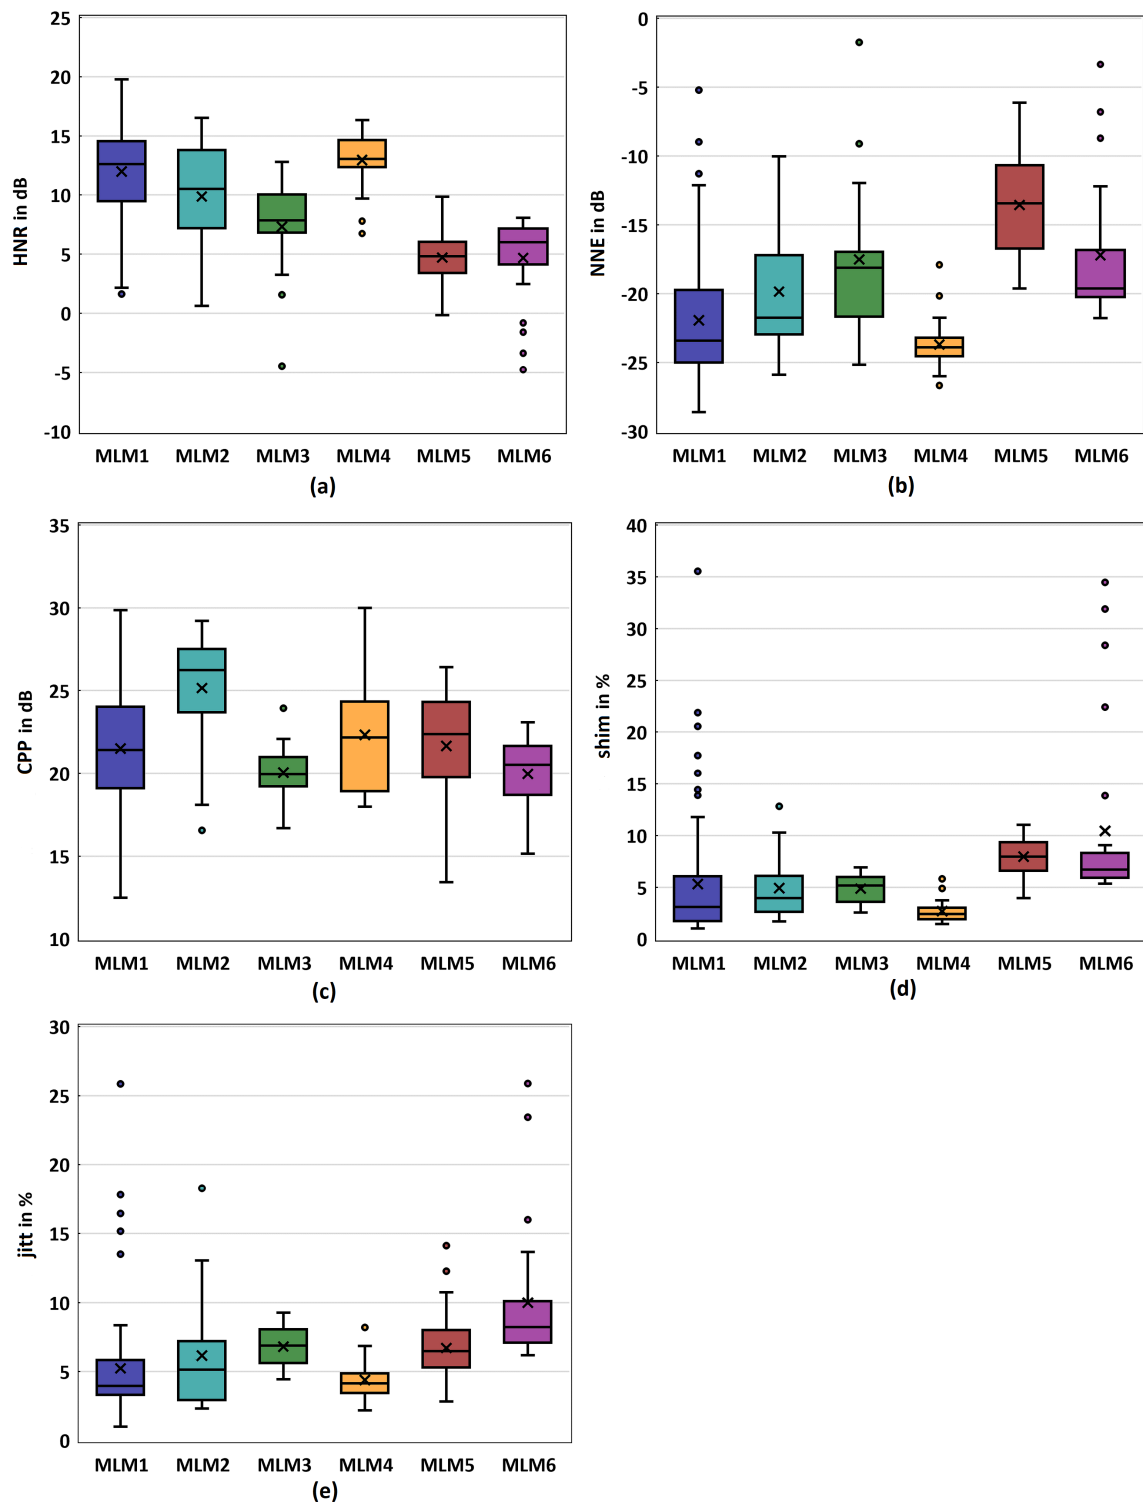 25
20
15
10
5
0
-5
-10
HNR in dB
MLM1 MLM2 MLM3 MLM4 MLM5 MLM6
(a)
0
-5
-10
-15
-20
-25
-30
NNE in dB
MLM1 MLM2 MLM3 MLM4 MLM5 MLM6
(b)
35
30
25
20
15
10
CPP in dB
MLM1 MLM2 MLM3 MLM4 MLM5 MLM6
(c)
40
35
30
25
20
15
10
5
0
shim in %
MLM1 MLM2 MLM3 MLM4 MLM5 MLM6
(d)
30
25
20
15
10
5
0
jitt in %
MLM1 MLM2 MLM3 MLM4 MLM5 MLM6
(e)